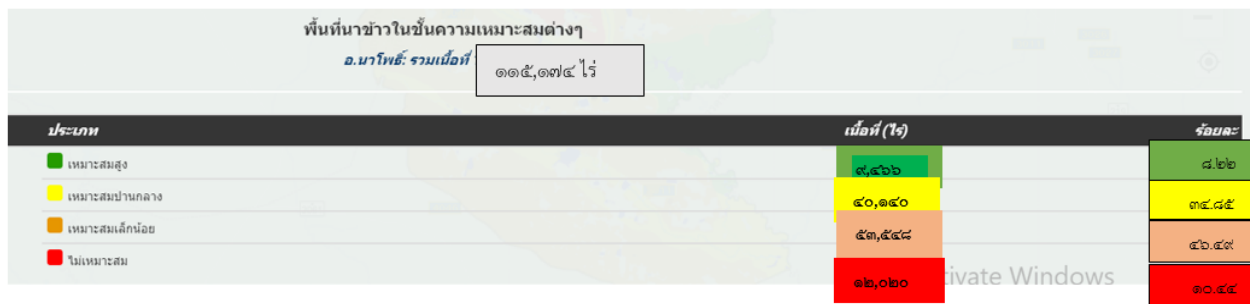 พื้นที่นาข้าวในชั้นความเหมาะสมต่างๆ
อ.นาโพธิ์: รวมเนื้อที่ ๑๑๕,๑๗๔ ไร่
ประเภท เนื้อที่ (ไร่) ร้อยละ
เหมาะสมสูง ๙,๔๖๖ ๘.๒๒
เหมาะสมปานกลาง ๔๐,๑๔๐ ๓๔.๘๕
เหมาะสมเล็กน้อย ๕๓,๕๔๘ ๔๖.๔๙
ไม่เหมาะสม ๑๒,๐๒๐ ๑๐.๔๔
tivate Windows